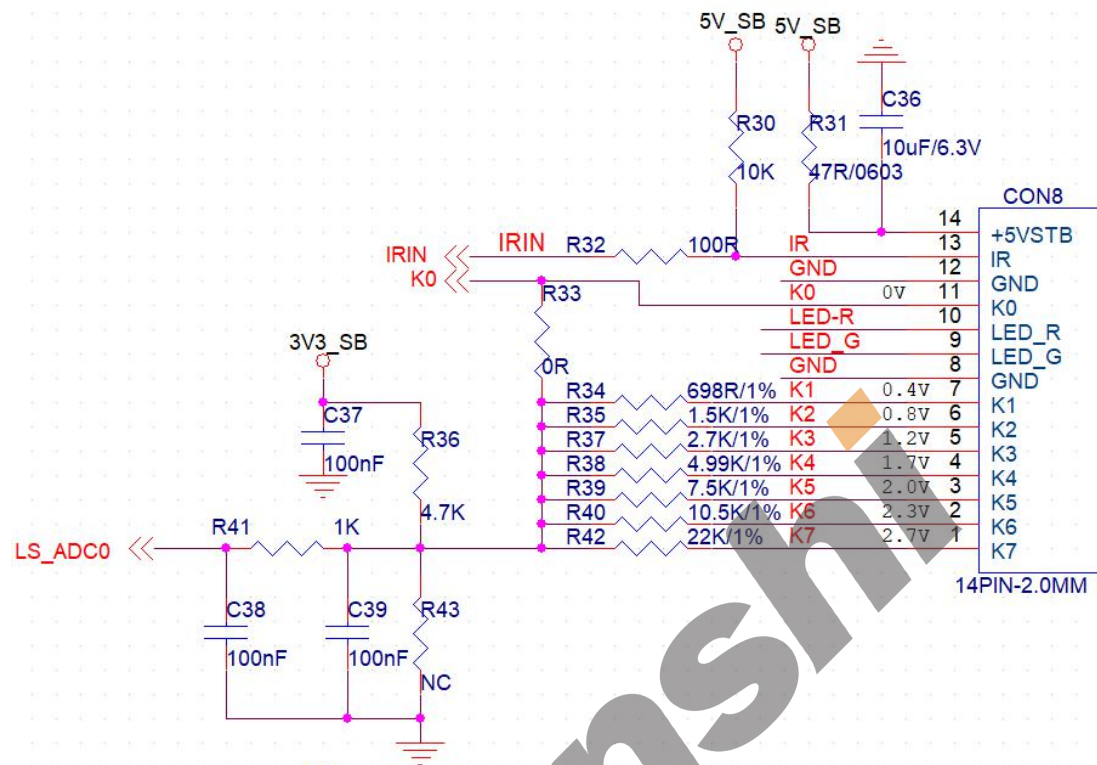 5V_SB 5V_SB
C36
R30 R31
10uF/6.3V
10K 47R/0603
CON8
14 +5VSTB
IRIN IRIN R32 100R IR 13 IR
GND 12 GND
K0 R33 K0 0V 11 K0
LED-R 10 LED_R
3V3_SB LED_G 9 LED_G
0R GND 8 GND
R34 698R/1% K1 0.4V 7 K1
C37 R35 1.5K/1% K2 0.8V 6 K2
R36 R37 2.7K/1% K3 1.2V 5 K3
100nF R38 4.99K/1% K4 1.7V 4 K4
R39 7.5K/1% K5 2.0V 3 K5
4.7K R40 10.5K/1% K6 2.3V 2 K6
R41 1K R42 22K/1% K7 2.7V 1 K7
LS_ADC0
14PIN-2.0MM
C38 C39 R43
100nF 100nF
NC
nshi